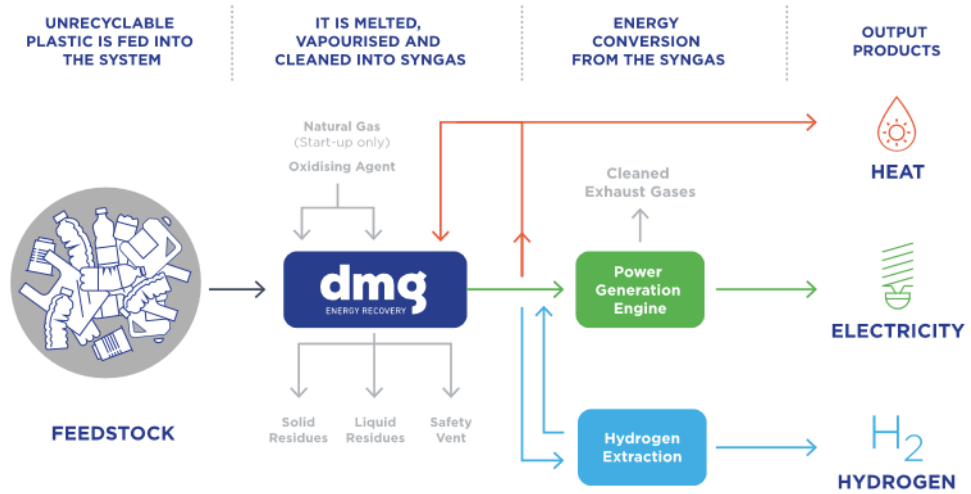 UNRECYCLABLE
PLASTIC IS FED INTO
THE SYSTEM
IT IS MELTED,
VAPOURISED AND
CLEANED INTO SYNGAS
ENERGY
CONVERSION
FROM THE SYNGAS
OUTPUT
PRODUCTS
Natural Gas
(Start-up only)
Oxidising Agent
Cleaned
Exhaust Gases
HEAT
dmg
ENERGY RECOVERY
Power
Generation
Engine
ELECTRICITY
Solid
Residues
Liquid
Residues
Safety
Vent
FEEDSTOCK
Hydrogen
Extraction
H2
HYDROGEN